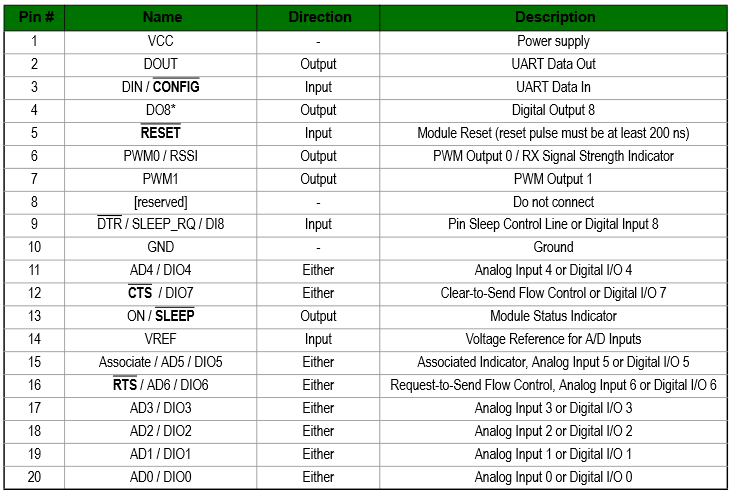 Pin # Name Direction Description
1 VCC - Power supply
2 DOUT Output UART Data Out
3 DIN / C̅O̅N̅F̅I̅G̅ Input UART Data In
4 DO8* Output Digital Output 8
5 R̅E̅S̅E̅T̅ Input Module Reset (reset pulse must be at least 200 ns)
6 PWM0 / RSSI Output PWM Output 0 / RX Signal Strength Indicator
7 PWM1 Output PWM Output 1
8 [reserved] - Do not connect
9 D̅T̅R̅ / SLEEP_RQ / DI8 Input Pin Sleep Control Line or Digital Input 8
10 GND - Ground
11 AD4 / DIO4 Either Analog Input 4 or Digital I/O 4
12 C̅T̅S̅ / DIO7 Either Clear-to-Send Flow Control or Digital I/O 7
13 ON / S̅L̅E̅E̅P̅ Output Module Status Indicator
14 VREF Input Voltage Reference for A/D Inputs
15 Associate / AD5 / DIO5 Either Associated Indicator, Analog Input 5 or Digital I/O 5
16 R̅T̅S̅ / AD6 / DIO6 Either Request-to-Send Flow Control, Analog Input 6 or Digital I/O 6
17 AD3 / DIO3 Either Analog Input 3 or Digital I/O 3
18 AD2 / DIO2 Either Analog Input 2 or Digital I/O 2
19 AD1 / DIO1 Either Analog Input 1 or Digital I/O 1
20 AD0 / DIO0 Either Analog Input 0 or Digital I/O 0